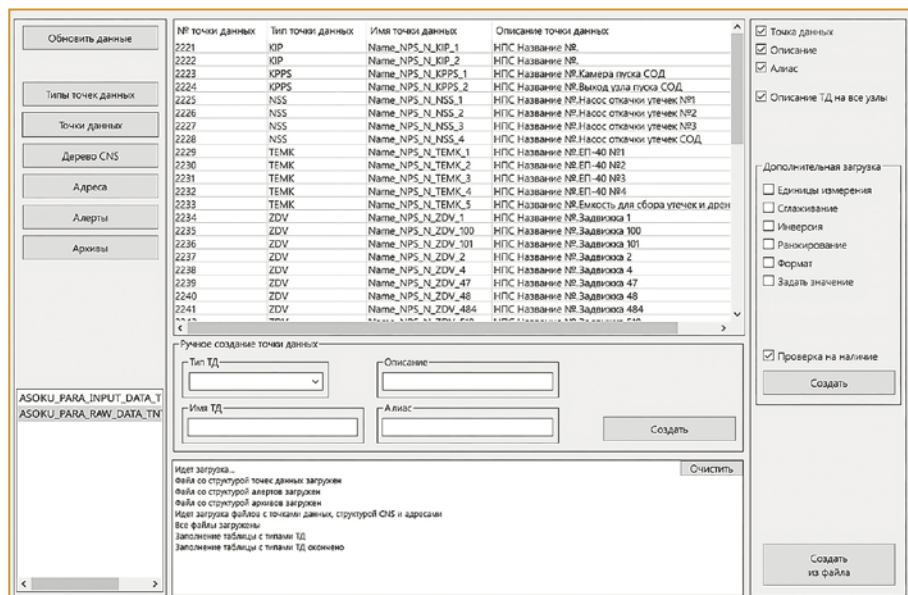 Обновить данные
Типы точек данных
Точки данных
Дерево CNS
Адреса
Алерты
Архивы
ASOKU_PARA_INPUT_DATA_T
ASOKU_PARA_RAW_DATA_TNT
№ точки данных Тип точки данных Имя точки данных Описание точки данных
2221 KIP Name_NPS_N_KIP_1 НПС Название №.
2222 KIP Name_NPS_N_KIP_2 НПС Название №.
2223 KPPS Name_NPS_N_KPPS_1 НПС Название №.Камера пуска СОД
2224 KPPS Name_NPS_N_KPPS_2 НПС Название №.Выход узла пуска СОД
2225 NSS Name_NPS_N_NSS_1 НПС Название №.Насос откачки утечек №1
2226 NSS Name_NPS_N_NSS_2 НПС Название №.Насос откачки утечек №2
2227 NSS Name_NPS_N_NSS_3 НПС Название №.Насос откачки утечек №3
2228 NSS Name_NPS_N_NSS_4 НПС Название №.Насос откачки утечек СОД
2229 TEMK Name_NPS_N_TEMK_1 НПС Название №.ЕП-40 №1
2230 TEMK Name_NPS_N_TEMK_2 НПС Название №.ЕП-40 №2
2231 TEMK Name_NPS_N_TEMK_3 НПС Название №.ЕП-40 №3
2232 TEMK Name_NPS_N_TEMK_4 НПС Название №.ЕП-40 №4
2233 TEMK Name_NPS_N_TEMK_5 НПС Название №.Емкость для сбора утечек и дрен
2234 ZDV Name_NPS_N_ZDV_1 НПС Название №.Задвижка 1
2235 ZDV Name_NPS_N_ZDV_100 НПС Название №.Задвижка 100
2236 ZDV Name_NPS_N_ZDV_101 НПС Название №.Задвижка 101
2237 ZDV Name_NPS_N_ZDV_2 НПС Название №.Задвижка 2
2238 ZDV Name_NPS_N_ZDV_4 НПС Название №.Задвижка 4
2239 ZDV Name_NPS_N_ZDV_47 НПС Название №.Задвижка 47
2240 ZDV Name_NPS_N_ZDV_48 НПС Название №.Задвижка 48
2241 ZDV Name_NPS_N_ZDV_484 НПС Название №.Задвижка 484
Ручное создание точки данных
Тип ТД Описание
Имя ТД Алиас
Создать
Очистить
Идет загрузка...
Файл со структурой точек данных загружен
Файл со структурой алертов загружен
Файл со структурой архивов загружен
Идет загрузка файлов с точками данных, структурой CNS и адресами
Все файлы загружены
Заполнение таблицы с типами ТД
Заполнение таблицы с типами ТД окончено
Точка данных
Описание
Алиас
Описание ТД на все узлы
Дополнительная загрузка
Единицы измерения
Сглаживание
Инверсия
Ранжирование
Формат
Задать значение
Проверка на наличие
Создать
Создать
из файла